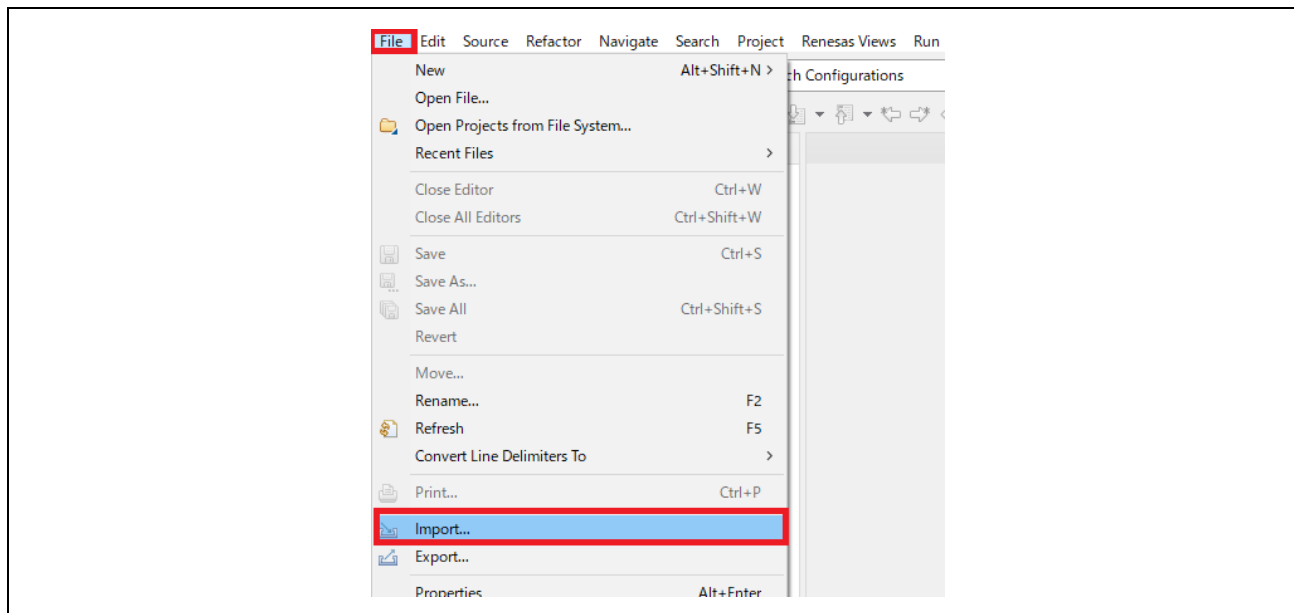 File Edit Source Refactor Navigate Search Project Renesas Views Run
New Alt+Shift+N >
h Configurations
Open File...
Open Projects from File System...
Recent Files >
Close Editor Ctrl+W
Close All Editors Ctrl+Shift+W
Save Ctrl+S
Save As...
Save All Ctrl+Shift+S
Revert
Move...
Rename... F2
Refresh F5
Convert Line Delimiters To >
Print... Ctrl+P
Import...
Export...
Properties Alt+Enter